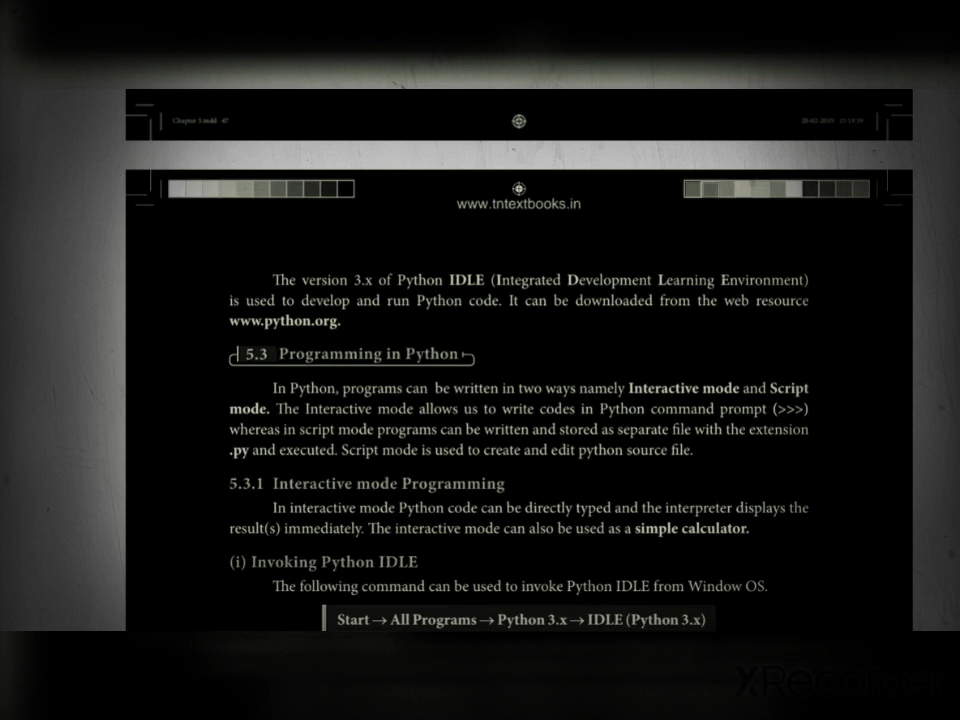 Chapter 5.indd 47
www.tntextbooks.in
The version 3.x of Python IDLE (Integrated Development Learning Environment)
is used to develop and run Python code. It can be downloaded from the web resource
www.python.org.
5.3 Programming in Python
In Python, programs can be written in two ways namely Interactive mode and Script
mode. The Interactive mode allows us to write codes in Python command prompt (>>>)
whereas in script mode programs can be written and stored as separate file with the extension
.py and executed. Script mode is used to create and edit python source file.
5.3.1 Interactive mode Programming
In interactive mode Python code can be directly typed and the interpreter displays the
result(s) immediately. The interactive mode can also be used as a simple calculator.
(i) Invoking Python IDLE
The following command can be used to invoke Python IDLE from Window OS.
Start → All Programs → Python 3.x → IDLE (Python 3.x)
XRecorder